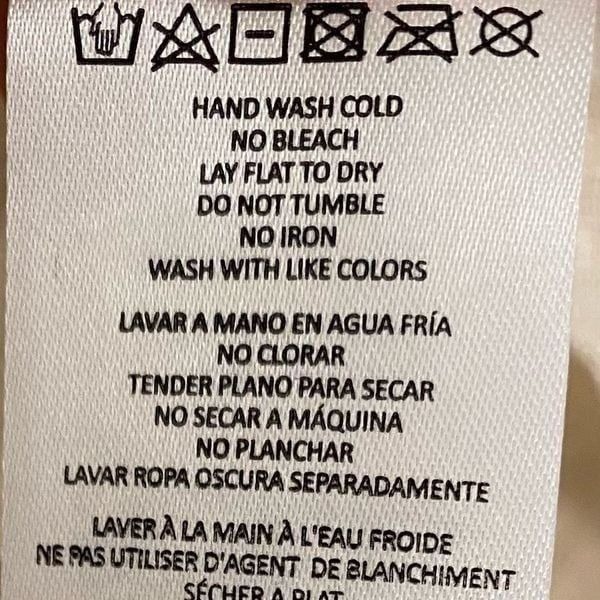 HAND WASH COLD
NO BLEACH
LAY FLAT TO DRY
DO NOT TUMBLE
NO IRON
WASH WITH LIKE COLORS
LAVAR A MANO EN AGUA FRÍA
NO CLORAR
TENDER PLANO PARA SECAR
NO SECAR A MÁQUINA
NO PLANCHAR
LAVAR ROPA OSCURA SEPARADAMENTE
LAVER À LA MAIN À L'EAU FROIDE
NE PAS UTILISER D'AGENT DE BLANCHIMENT
SÉCHER A PLAT